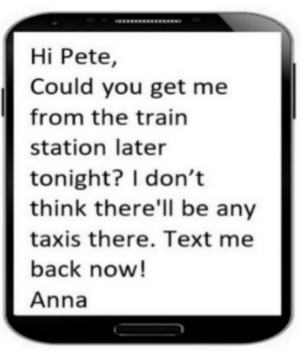 Hi Pete,
Could you get me
from the train
station later
tonight? I don't
think there'll be any
taxis there. Text me
back now!
Anna